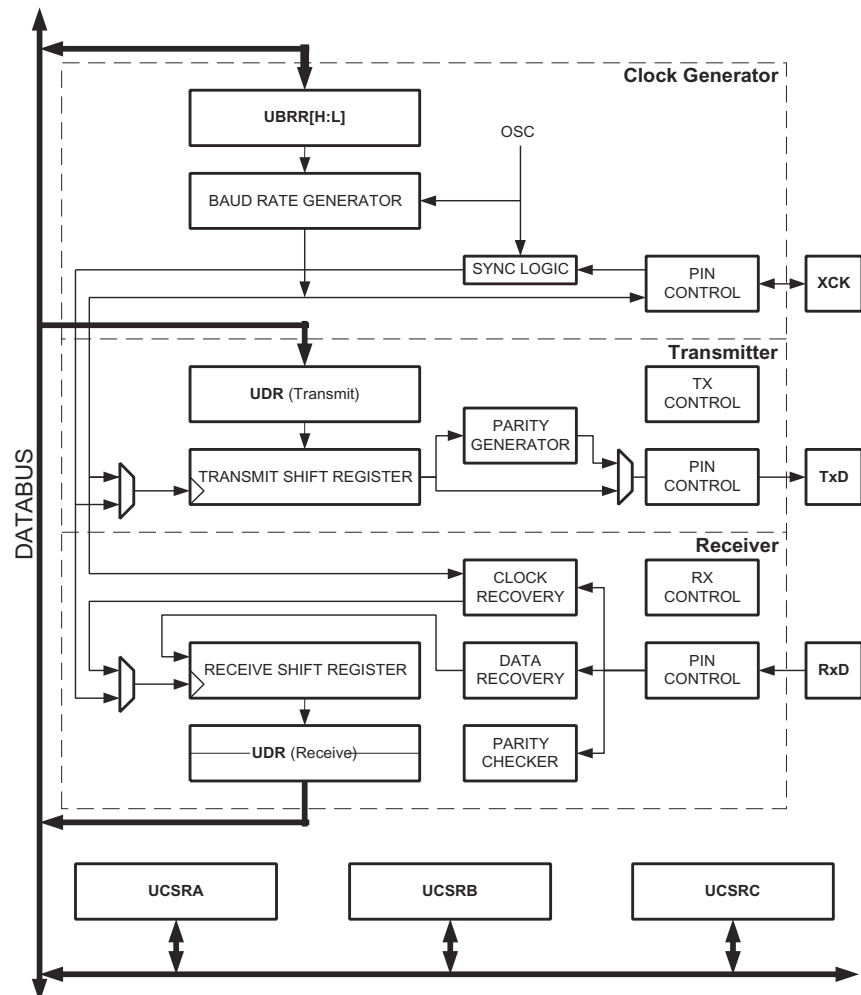 Clock Generator
UBRR[H:L]
OSC
BAUD RATE GENERATOR
SYNC LOGIC
PIN
CONTROL
XCK
DATABUS
Transmitter
UDR (Transmit)
TX
CONTROL
PARITY
GENERATOR
TRANSMIT SHIFT REGISTER
PIN
CONTROL
TxD
Receiver
CLOCK
RECOVERY
RX
CONTROL
RECEIVE SHIFT REGISTER
DATA
RECOVERY
PIN
CONTROL
RxD
UDR (Receive)
PARITY
CHECKER
UCSRA
UCSRB
UCSRC